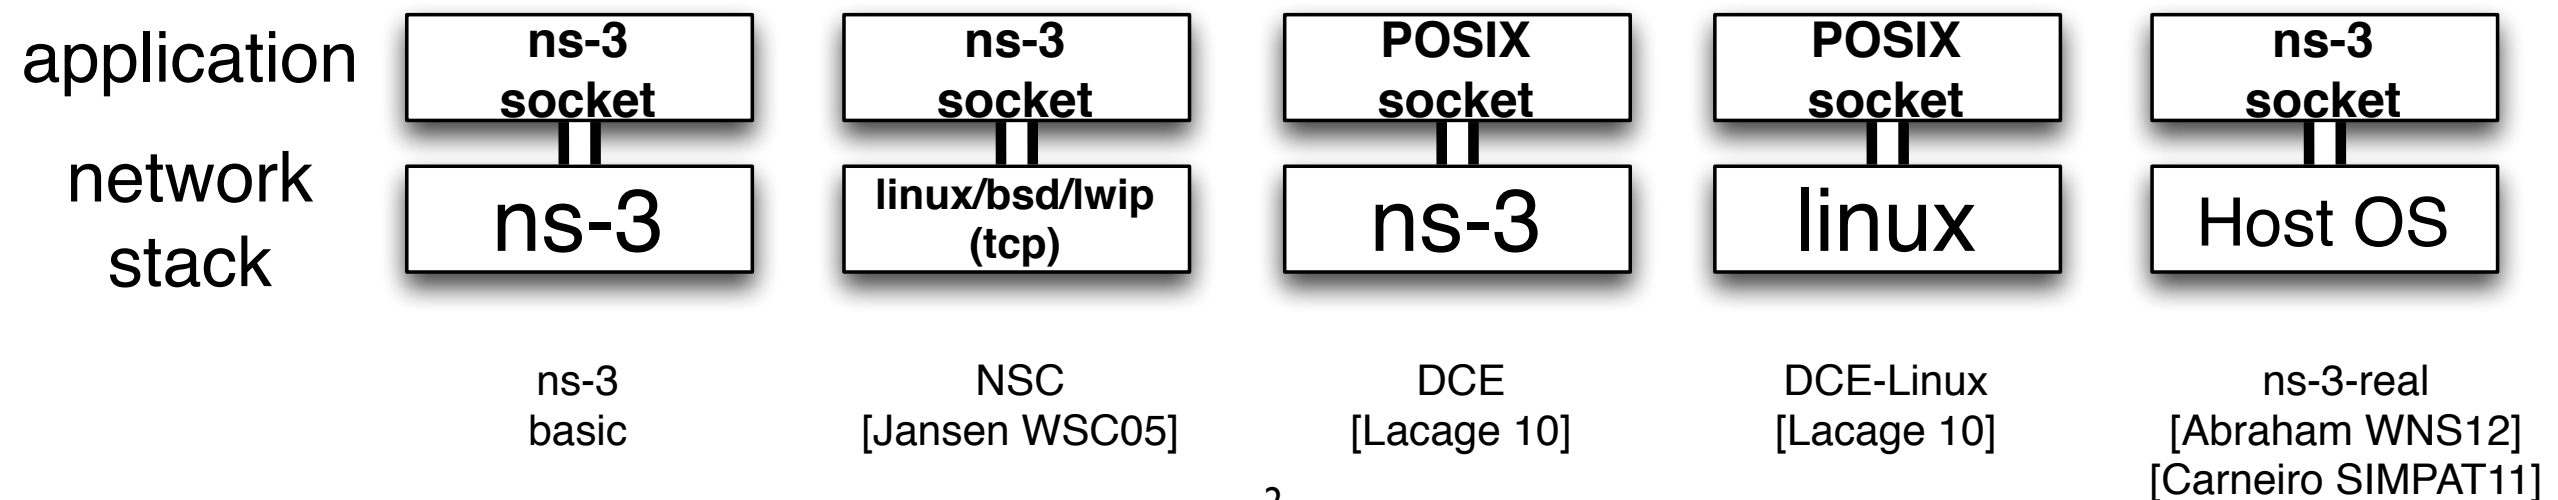 application
network
stack
ns-3
socket
ns-3
ns-3
basic
ns-3
socket
linux/bsd/lwip
(tcp)
NSC
[Jansen WSC05]
POSIX
socket
ns-3
DCE
[Lacage 10]
POSIX
socket
linux
DCE-Linux
[Lacage 10]
ns-3
socket
Host OS
ns-3-real
[Abraham WNS12]
[Carneiro SIMPAT11]
2